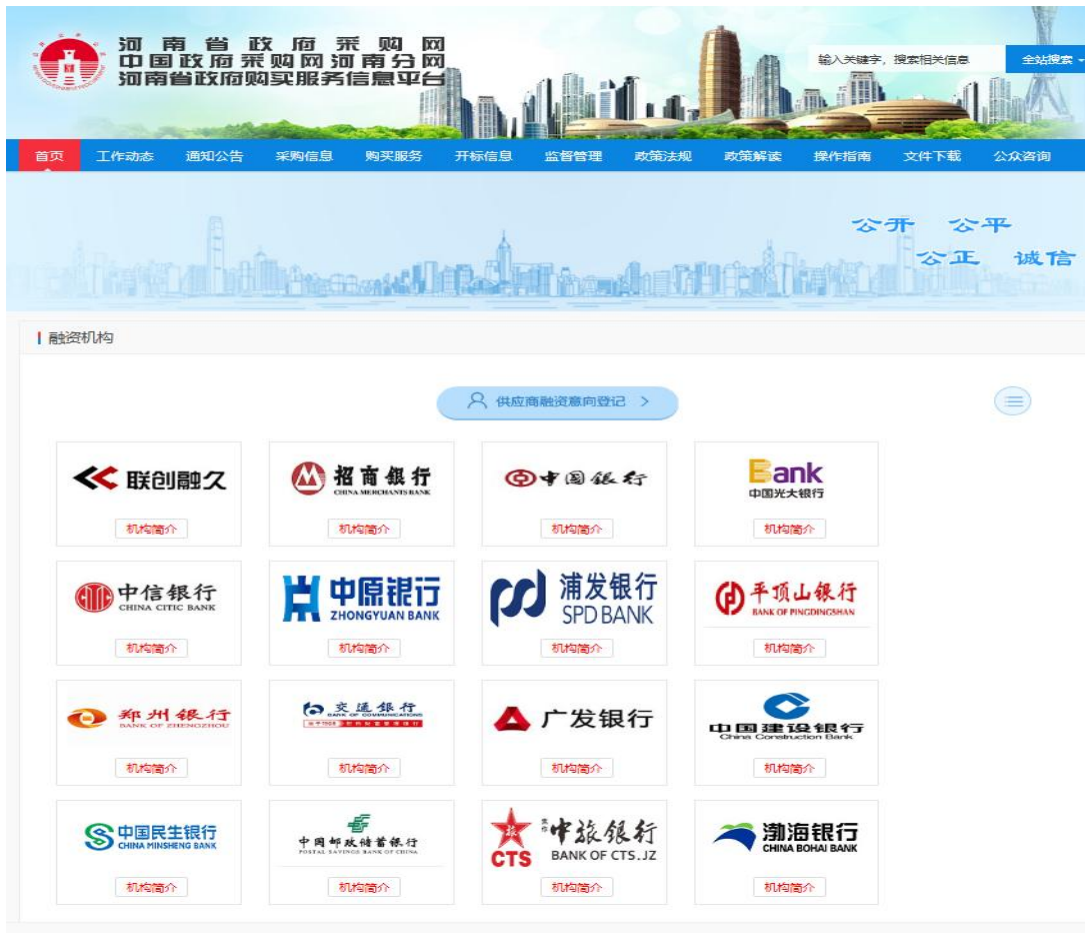 河南省政府采购网
中国政府采购网河南分网
河南省政府购买服务信息平台
输入关键字，搜索相关信息 全站搜索
首页 工作动态 通知公告 采购信息 购买服务 开标信息 监督管理 政策法规 政策解读 操作指南 文件下载 公众咨询
公开 公平
公正 诚信
融资机构
供应商融资意向登记 >
联创融久
机构简介
招商银行
CHINA MERCHANTS BANK
机构简介
中国银行
机构简介
Bank
中国光大银行
机构简介
中信银行
CHINA CITIC BANK
机构简介
中原银行
ZHONGYUAN BANK
机构简介
浦发银行
SPD BANK
机构简介
平顶山银行
BANK OF PINGDINGSHAN
机构简介
郑州银行
BANK OF ZHENGZHOU
机构简介
交通银行
BANK OF COMMUNICATIONS
机构简介
广发银行
机构简介
中国建设银行
China Construction Bank
机构简介
中国民生银行
CHINA MINSHENG BANK
机构简介
中国邮政储蓄银行
POSTAL SAVINGS BANK OF CHINA
机构简介
旅
CTS
焦作中旅银行
BANK OF CTS.JZ
机构简介
渤海银行
CHINA BOHAI BANK
机构简介